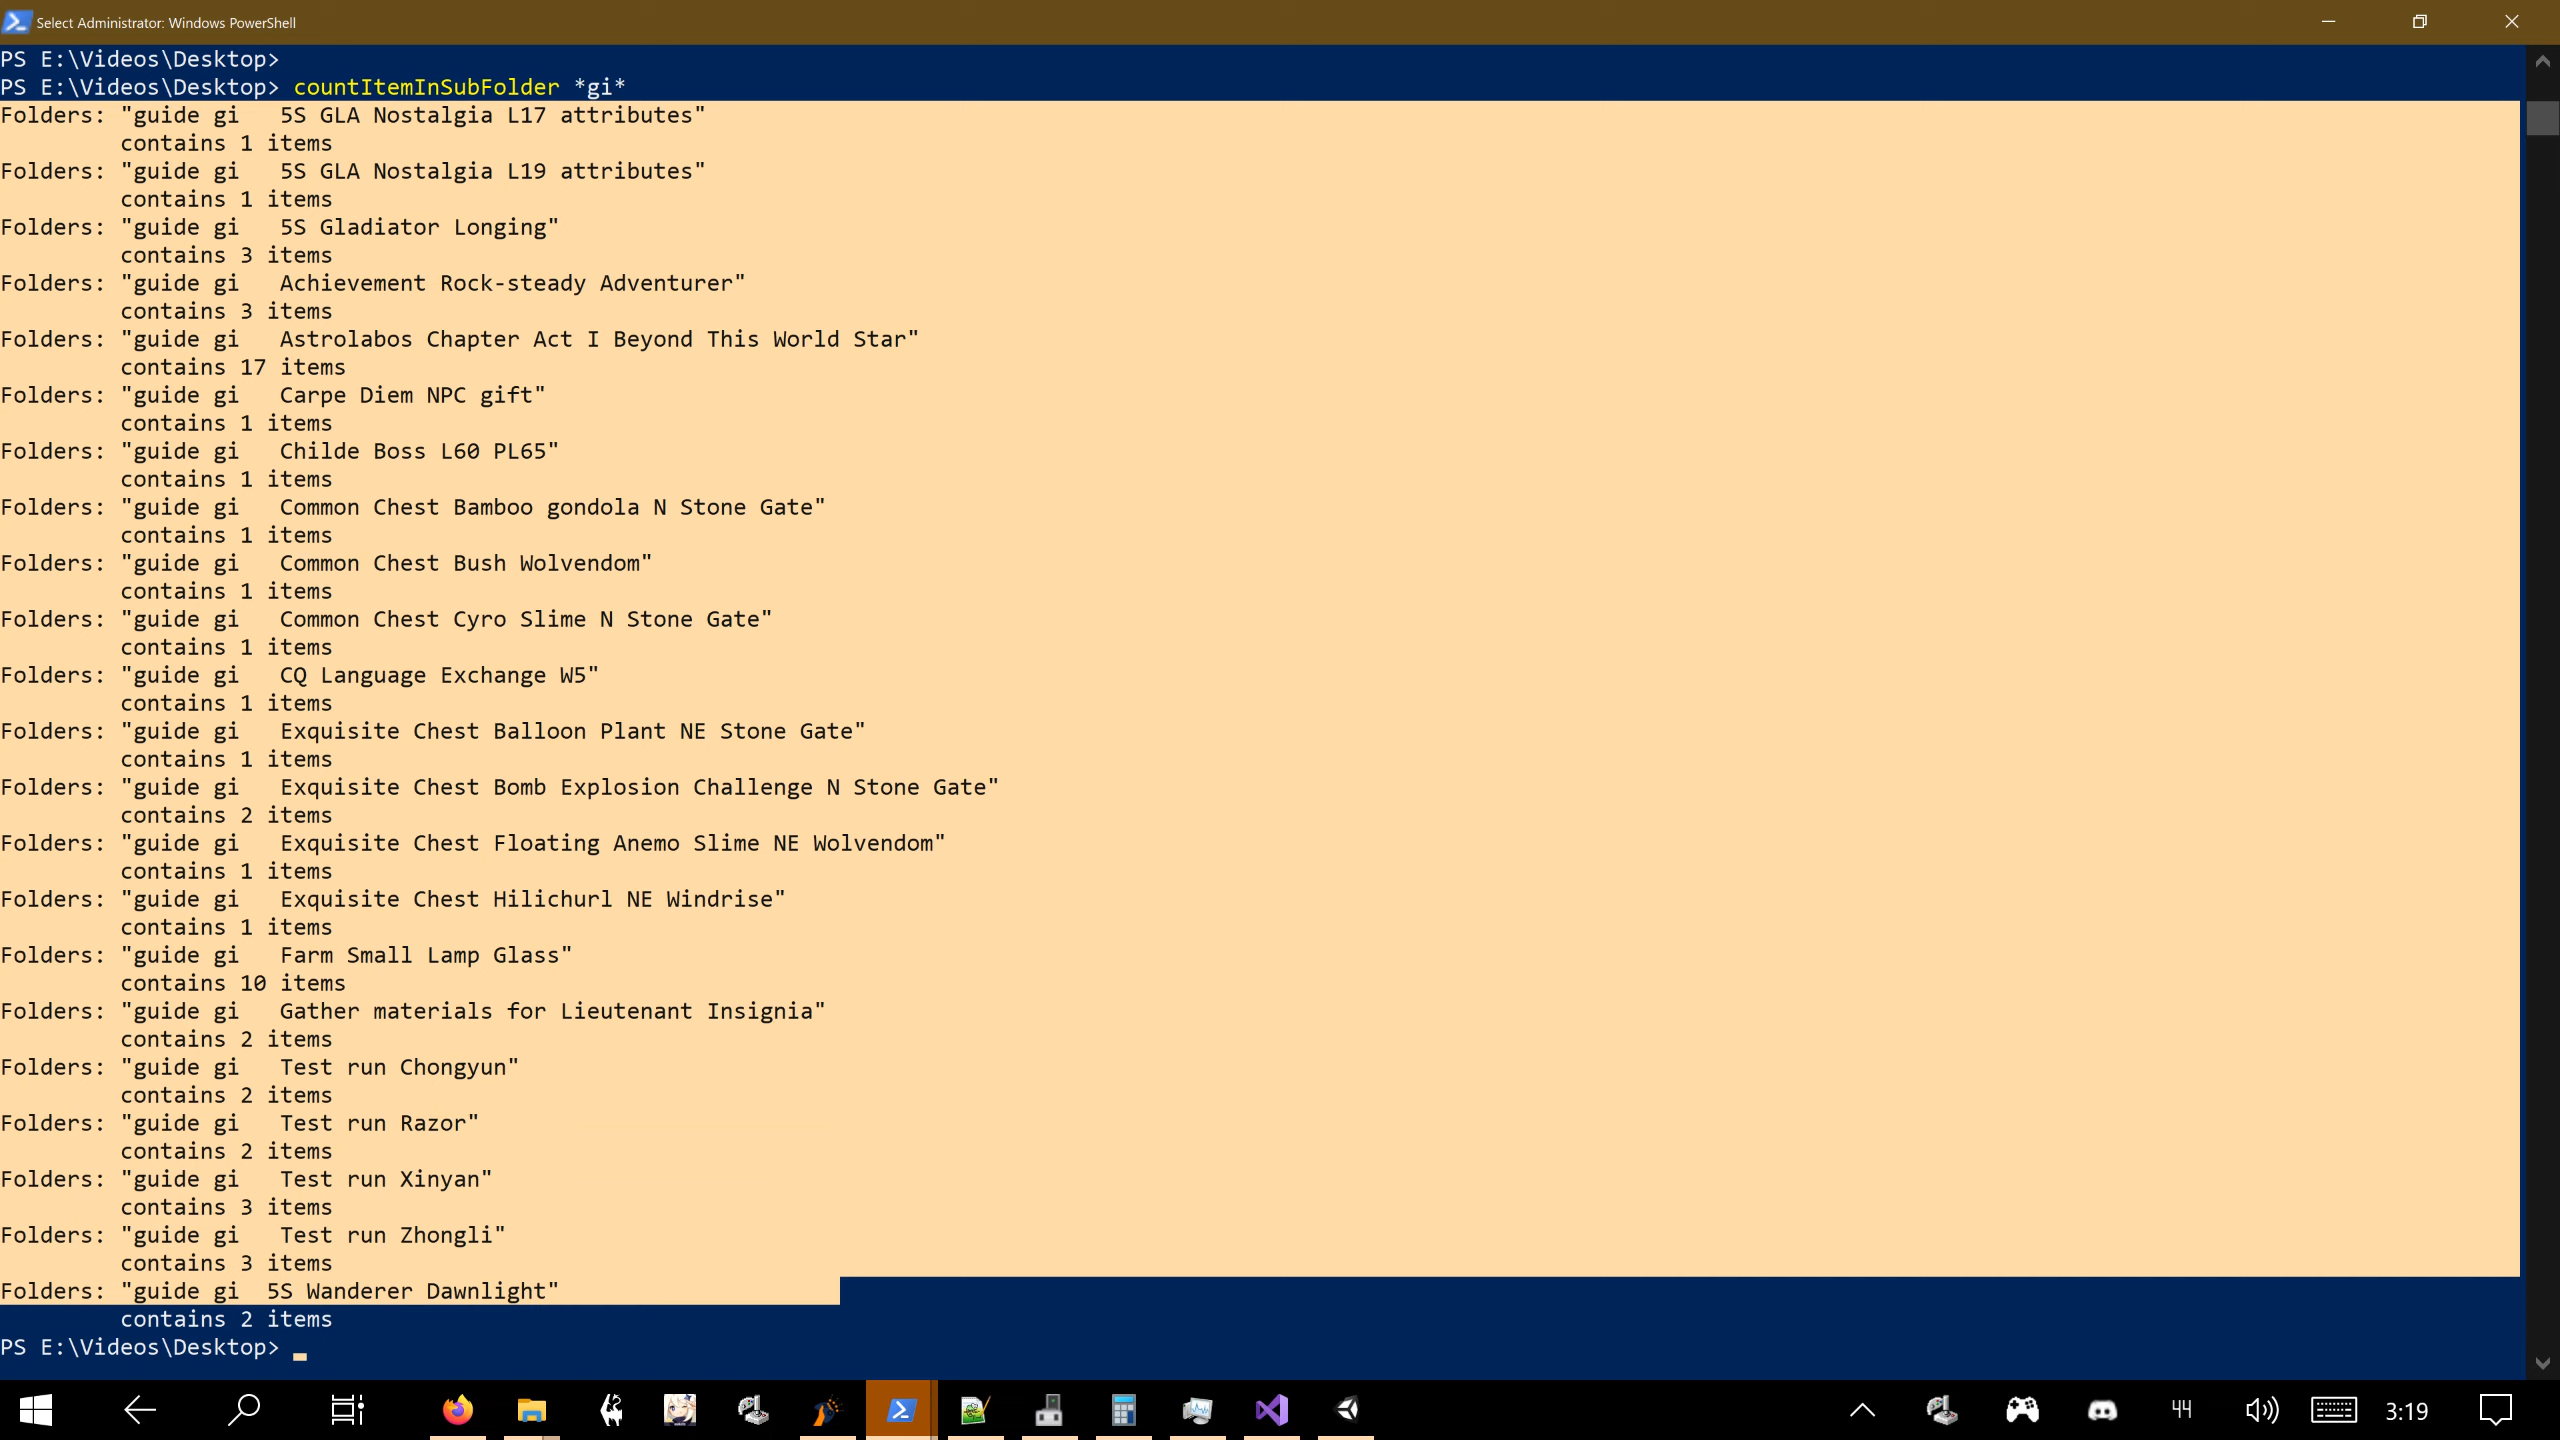 Select Administrator: Windows PowerShell
PS E:\Videos\Desktop>
PS E:\Videos\Desktop> countItemInSubFolder *gi*
Folders: "guide gi   5S GLA Nostalgia L17 attributes"
         contains 1 items
Folders: "guide gi   5S GLA Nostalgia L19 attributes"
         contains 1 items
Folders: "guide gi   5S Gladiator Longing"
         contains 3 items
Folders: "guide gi   Achievement Rock-steady Adventurer"
         contains 3 items
Folders: "guide gi   Astrolabos Chapter Act I Beyond This World Star"
         contains 17 items
Folders: "guide gi   Carpe Diem NPC gift"
         contains 1 items
Folders: "guide gi   Childe Boss L60 PL65"
         contains 1 items
Folders: "guide gi   Common Chest Bamboo gondola N Stone Gate"
         contains 1 items
Folders: "guide gi   Common Chest Bush Wolvendom"
         contains 1 items
Folders: "guide gi   Common Chest Cyro Slime N Stone Gate"
         contains 1 items
Folders: "guide gi   CQ Language Exchange W5"
         contains 1 items
Folders: "guide gi   Exquisite Chest Balloon Plant NE Stone Gate"
         contains 1 items
Folders: "guide gi   Exquisite Chest Bomb Explosion Challenge N Stone Gate"
         contains 2 items
Folders: "guide gi   Exquisite Chest Floating Anemo Slime NE Wolvendom"
         contains 1 items
Folders: "guide gi   Exquisite Chest Hilichurl NE Windrise"
         contains 1 items
Folders: "guide gi   Farm Small Lamp Glass"
         contains 10 items
Folders: "guide gi   Gather materials for Lieutenant Insignia"
         contains 2 items
Folders: "guide gi   Test run Chongyun"
         contains 2 items
Folders: "guide gi   Test run Razor"
         contains 2 items
Folders: "guide gi   Test run Xinyan"
         contains 3 items
Folders: "guide gi   Test run Zhongli"
         contains 3 items
Folders: "guide gi  5S Wanderer Dawnlight"
         contains 2 items
PS E:\Videos\Desktop>
44 3:19